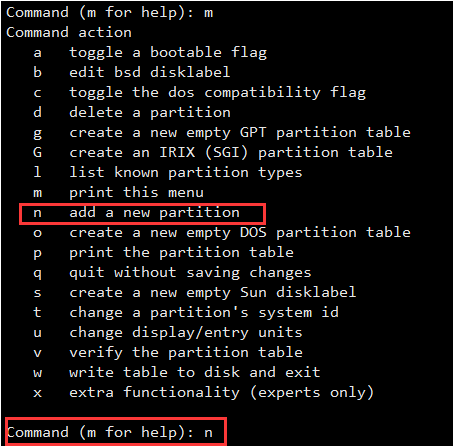 Command (m for help): m
Command action
a   toggle a bootable flag
b   edit bsd disklabel
c   toggle the dos compatibility flag
d   delete a partition
g   create a new empty GPT partition table
G   create an IRIX (SGI) partition table
l   list known partition types
m   print this menu
n   add a new partition
o   create a new empty DOS partition table
p   print the partition table
q   quit without saving changes
s   create a new empty Sun disklabel
t   change a partition's system id
u   change display/entry units
v   verify the partition table
w   write table to disk and exit
x   extra functionality (experts only)
Command (m for help): n